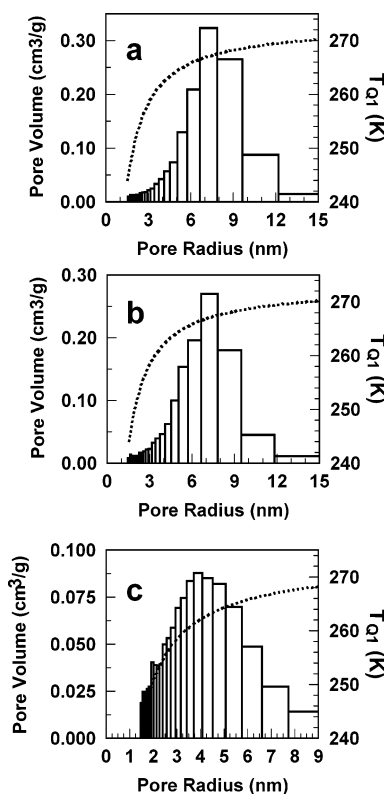 a
0.30
0.20
0.10
0.00
Pore Volume (cm3/g)
270
260
250
240
T_Q1 (K)
0 3 6 9 12 15
Pore Radius (nm)
b
0.30
0.20
0.10
0.00
Pore Volume (cm3/g)
270
260
250
240
T_Q1 (K)
0 3 6 9 12 15
Pore Radius (nm)
c
0.100
0.075
0.050
0.025
0.000
Pore Volume (cm³/g)
270
260
250
240
T_Q1 (K)
0 1 2 3 4 5 6 7 8 9
Pore Radius (nm)